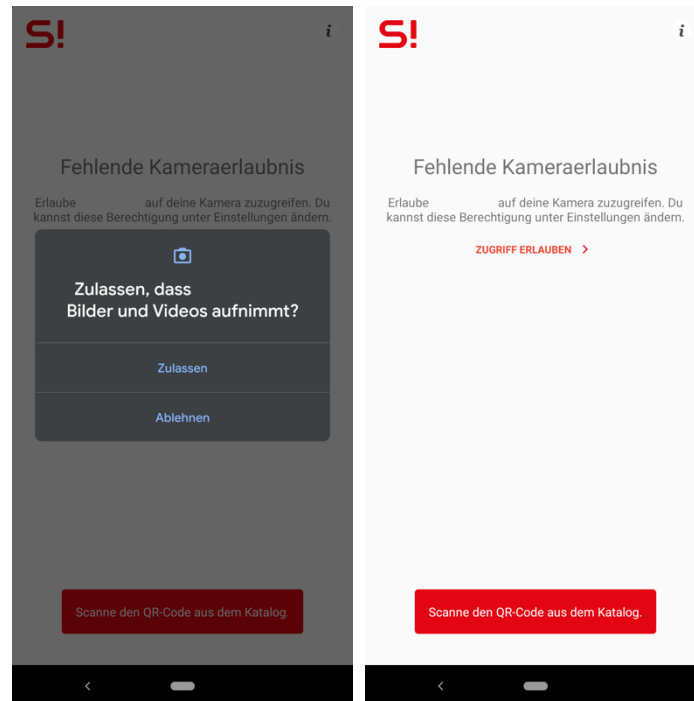 S!
i
Fehlende Kameraerlaubnis
Erlaube auf deine Kamera zuzugreifen. Du
kannst diese Berechtigung unter Einstellungen ändern.
Zulassen, dass
Bilder und Videos aufnimmt?
Zulassen
Ablehnen
Scanne den QR-Code aus dem Katalog.
S!
i
Fehlende Kameraerlaubnis
Erlaube auf deine Kamera zuzugreifen. Du
kannst diese Berechtigung unter Einstellungen ändern.
ZUGRIFF ERLAUBEN
Scanne den QR-Code aus dem Katalog.